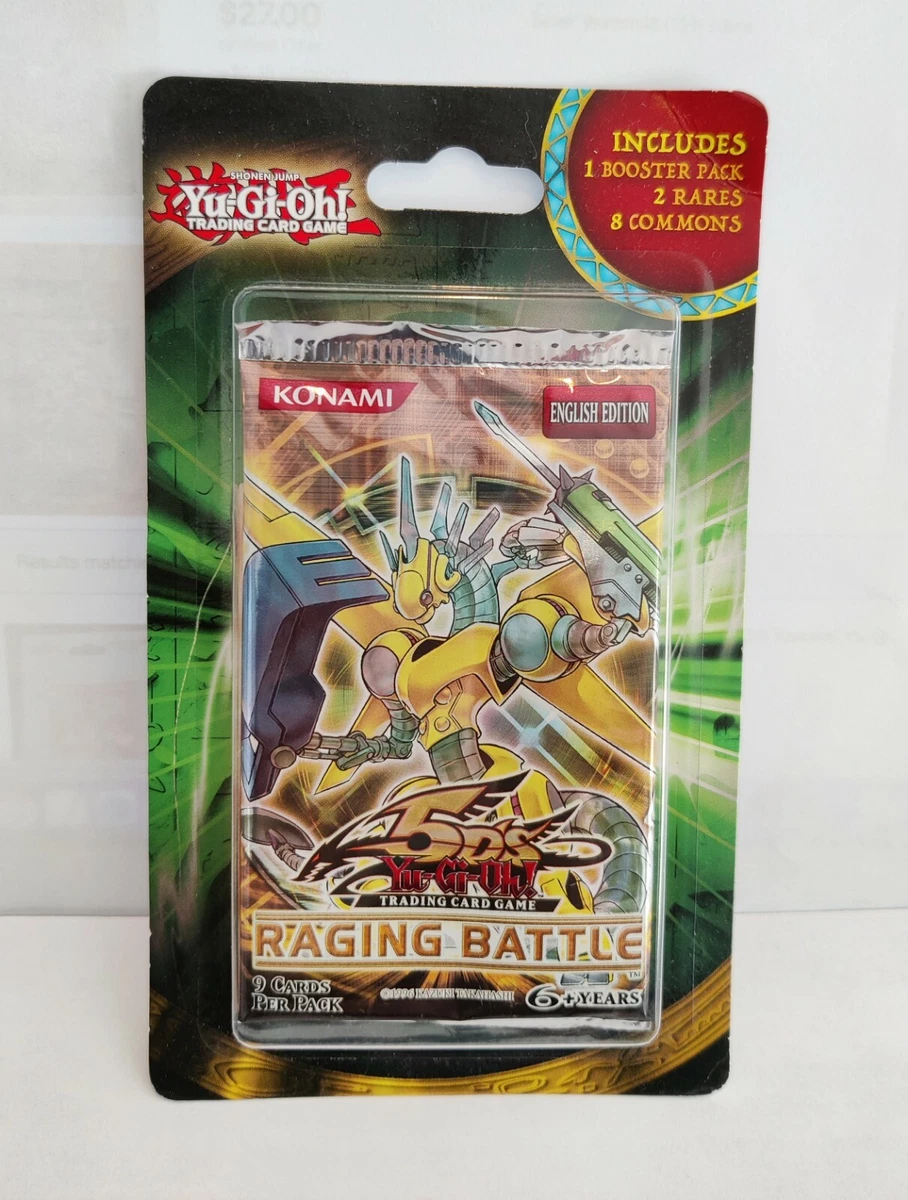 $27.00
INCLUDES
1 BOOSTER PACK
2 RARES
8 COMMONS
SHONEN JUMP
Yu-Gi-Oh!
TRADING CARD GAME
KONAMI
ENGLISH EDITION
5D's
Yu-Gi-Oh!
TRADING CARD GAME
RAGING BATTLE
TM
9 CARDS
PER PACK
©1996 KAZUKI TAKAHASHI
6+YEARS